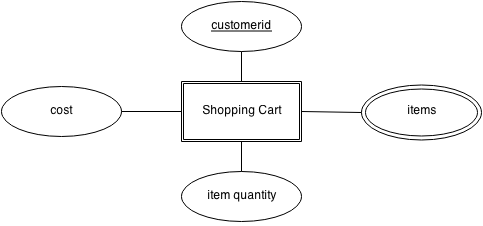 customerid
cost
Shopping Cart
items
item quantity